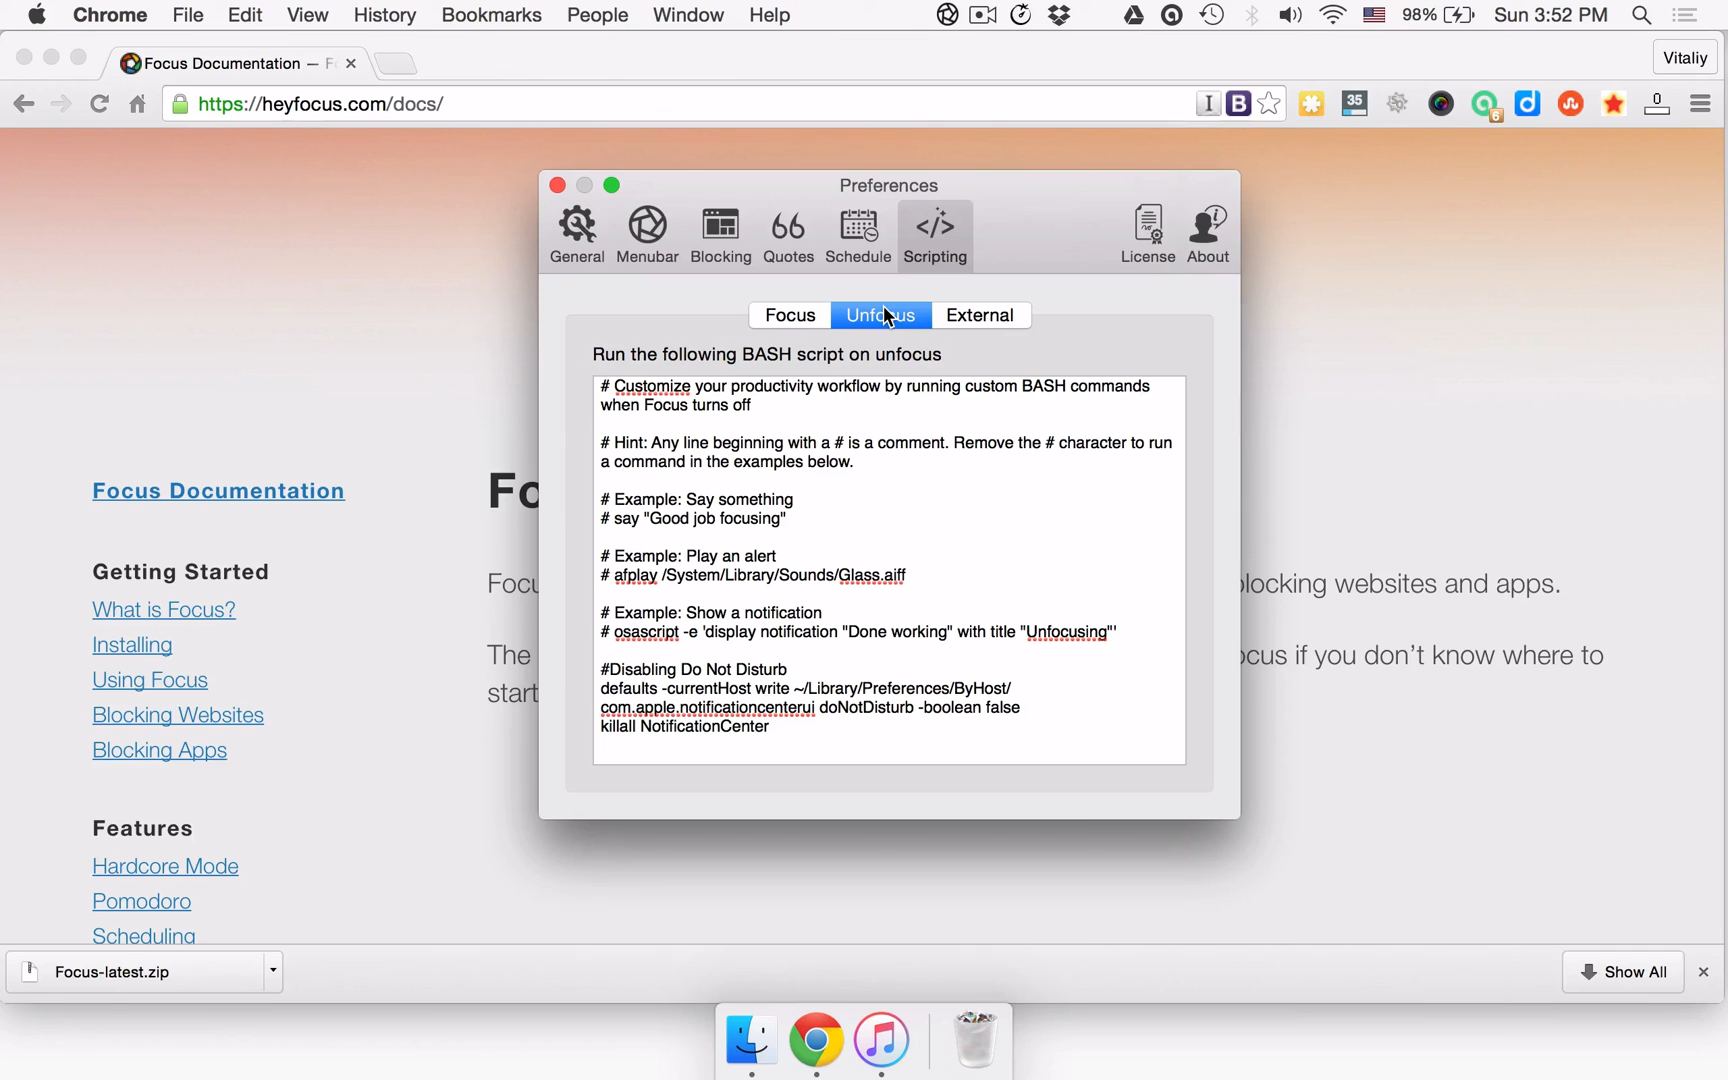 Chrome File Edit View History Bookmarks People Window Help 98% Sun 3:52 PM
Focus Documentation — F
Vitaliy
https://heyfocus.com/docs/
B 35 6 d 0
Preferences
General Menubar Blocking Quotes Schedule Scripting License About
Focus Unfocus External
Run the following BASH script on unfocus
# Customize your productivity workflow by running custom BASH commands
when Focus turns off
# Hint: Any line beginning with a # is a comment. Remove the # character to run
a command in the examples below.
# Example: Say something
# say "Good job focusing"
# Example: Play an alert
# afplay /System/Library/Sounds/Glass.aiff
# Example: Show a notification
# osascript -e 'display notification "Done working" with title "Unfocusing"'
#Disabling Do Not Disturb
defaults -currentHost write ~/Library/Preferences/ByHost/
com.apple.notificationcenterui doNotDisturb -boolean false
killall NotificationCenter
Focus Documentation
Getting Started
What is Focus?
Installing
Using Focus
Blocking Websites
Blocking Apps
Features
Hardcore Mode
Pomodoro
Scheduling
Fo
Focu
locking websites and apps.
The
ocus if you don't know where to
start
Focus-latest.zip
Show All